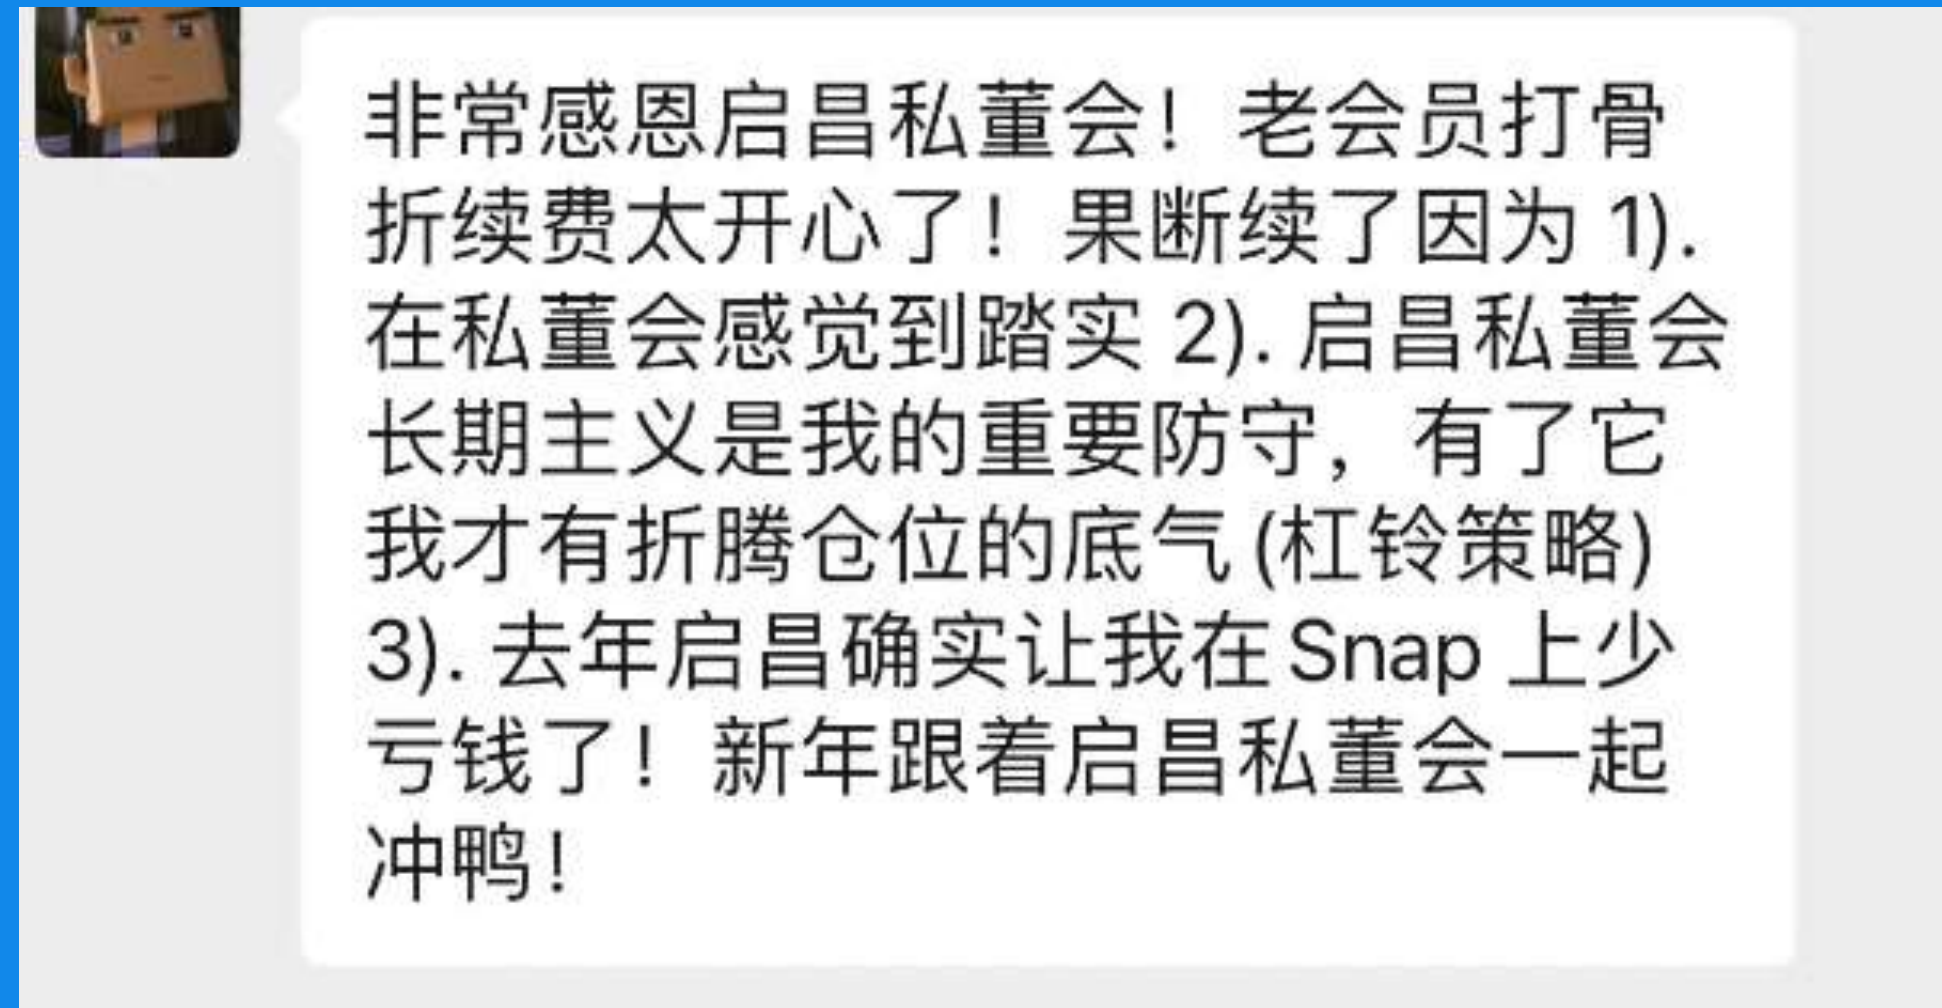 非常感恩启昌私董会！老会员打骨
折续费太开心了！果断续了因为 1).
在私董会感觉到踏实 2). 启昌私董会
长期主义是我的重要防守，有了它
我才有折腾仓位的底气 (杠铃策略)
3). 去年启昌确实让我在 Snap 上少
亏钱了！新年跟着启昌私董会一起
冲鸭！